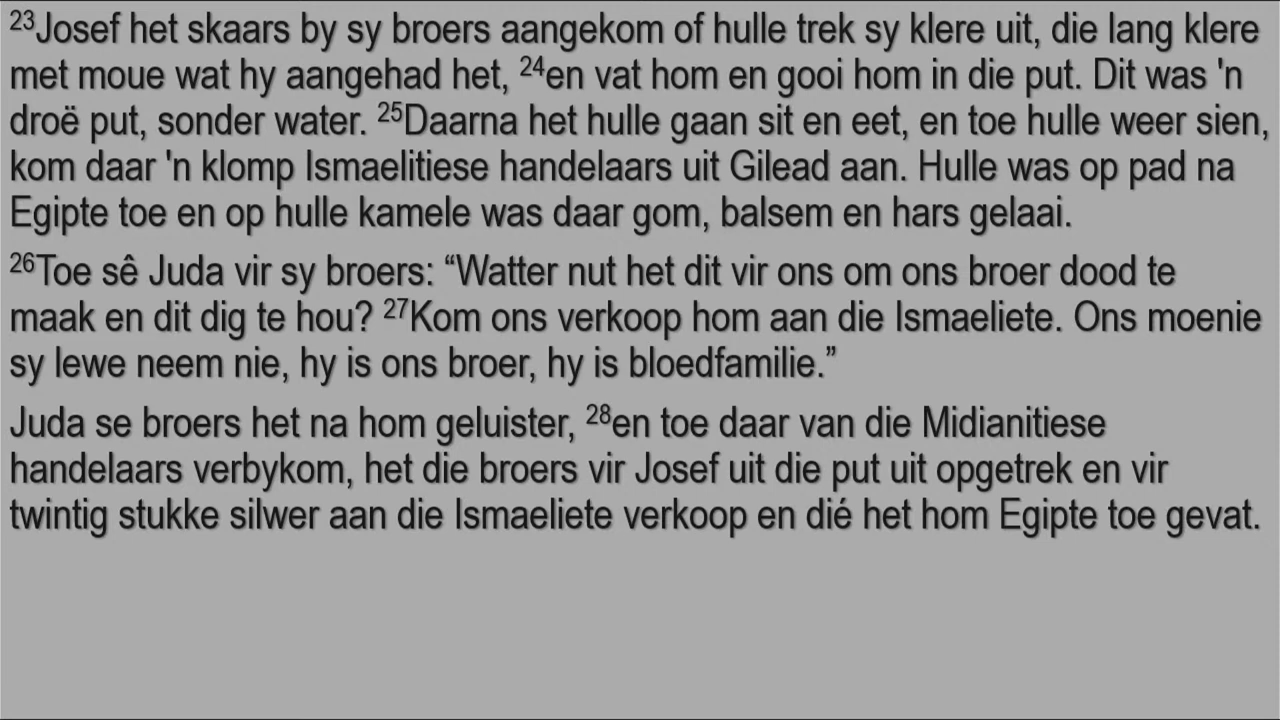 ²³Josef het skaars by sy broers aangekom of hulle trek sy klere uit, die lang klere
met moue wat hy aangehad het, ²⁴en vat hom en gooi hom in die put. Dit was 'n
droë put, sonder water. ²⁵Daarna het hulle gaan sit en eet, en toe hulle weer sien,
kom daar 'n klomp Ismaelitiese handelaars uit Gilead aan. Hulle was op pad na
Egipte toe en op hulle kamele was daar gom, balsem en hars gelaai.
²⁶Toe sê Juda vir sy broers: “Watter nut het dit vir ons om ons broer dood te
maak en dit dig te hou? ²⁷Kom ons verkoop hom aan die Ismaeliete. Ons moenie
sy lewe neem nie, hy is ons broer, hy is bloedfamilie.”
Juda se broers het na hom geluister, ²⁸en toe daar van die Midianitiese
handelaars verbykom, het die broers vir Josef uit die put uit opgetrek en vir
twintig stukke silwer aan die Ismaeliete verkoop en dié het hom Egipte toe gevat.